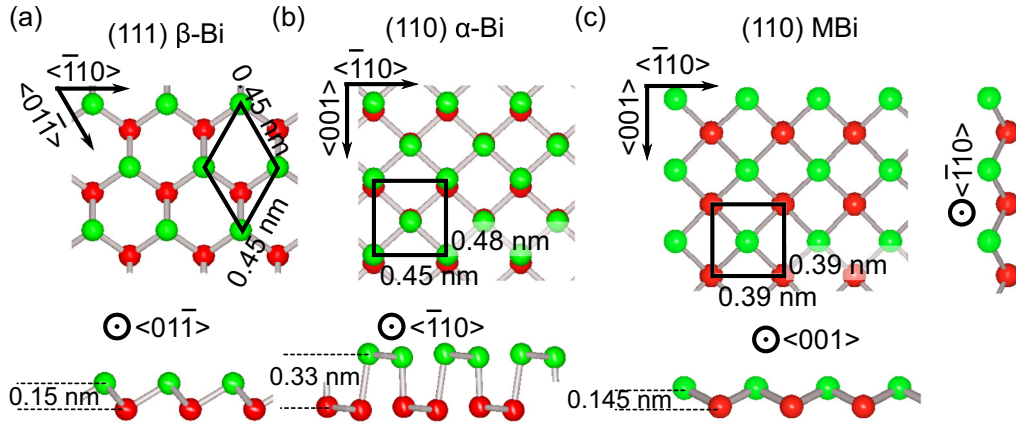 (a)
(111) β-Bi
<1̄10>
<011̄>
0.45 nm
0.45 nm
<011̄>
0.15 nm
(b)
(110) α-Bi
<1̄10>
<001>
0.48 nm
0.45 nm
<1̄10>
0.33 nm
(c)
(110) MBi
<1̄10>
<001>
0.39 nm
0.39 nm
<1̄10>
<001>
0.145 nm